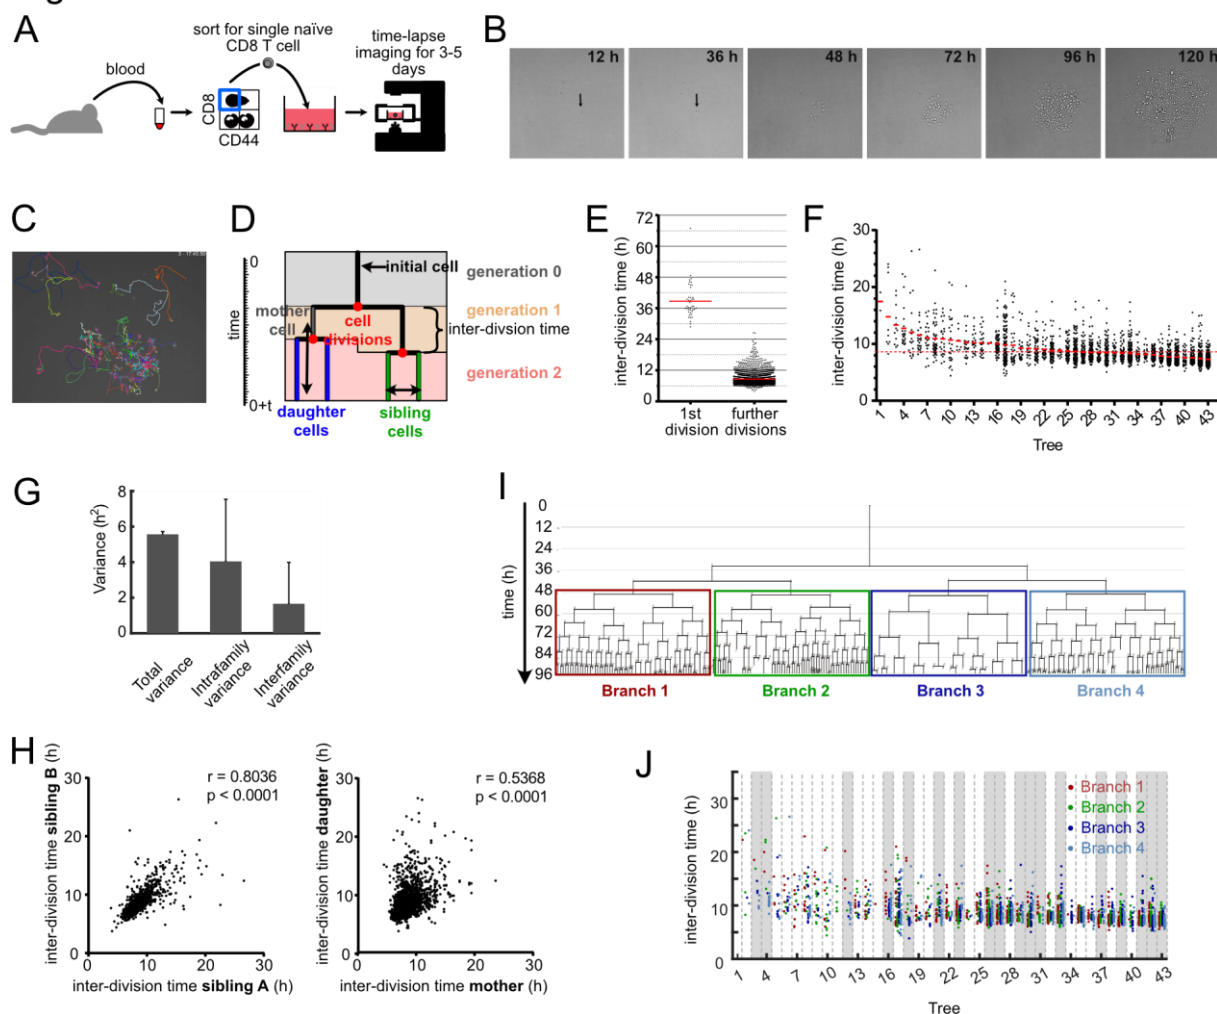 A
blood
sort for single naïve
CD8 T cell
time-lapse
imaging for 3-5
days
CD8
CD44
B
12 h
36 h
48 h
72 h
96 h
120 h
C
D
time
0
0+t
initial cell
mother
cell
cell
divisions
generation 0
generation 1
inter-divsion time
generation 2
daughter
cells
sibling
cells
E
inter-division time (h)
72
60
48
36
24
12
0
1st
division
further
divisions
F
inter-division time (h)
30
20
10
0
1 4 7 10 13 16 19 22 25 28 31 34 37 40 43
Tree
G
Variance (h²)
8
6
4
2
0
Total
variance
Intrafamily
variance
Interfamily
variance
H
inter-division time sibling B (h)
30
20
10
0
r = 0.8036
p < 0.0001
0 10 20 30
inter-division time sibling A (h)
inter-division time daughter (h)
30
20
10
0
r = 0.5368
p < 0.0001
0 10 20 30
inter-division time mother (h)
I
time (h)
0
12
24
36
48
60
72
84
96
Branch 1
Branch 2
Branch 3
Branch 4
J
inter-division time (h)
30
20
10
0
Branch 1
Branch 2
Branch 3
Branch 4
1 4 7 10 13 16 19 22 25 28 31 34 37 40 43
Tree